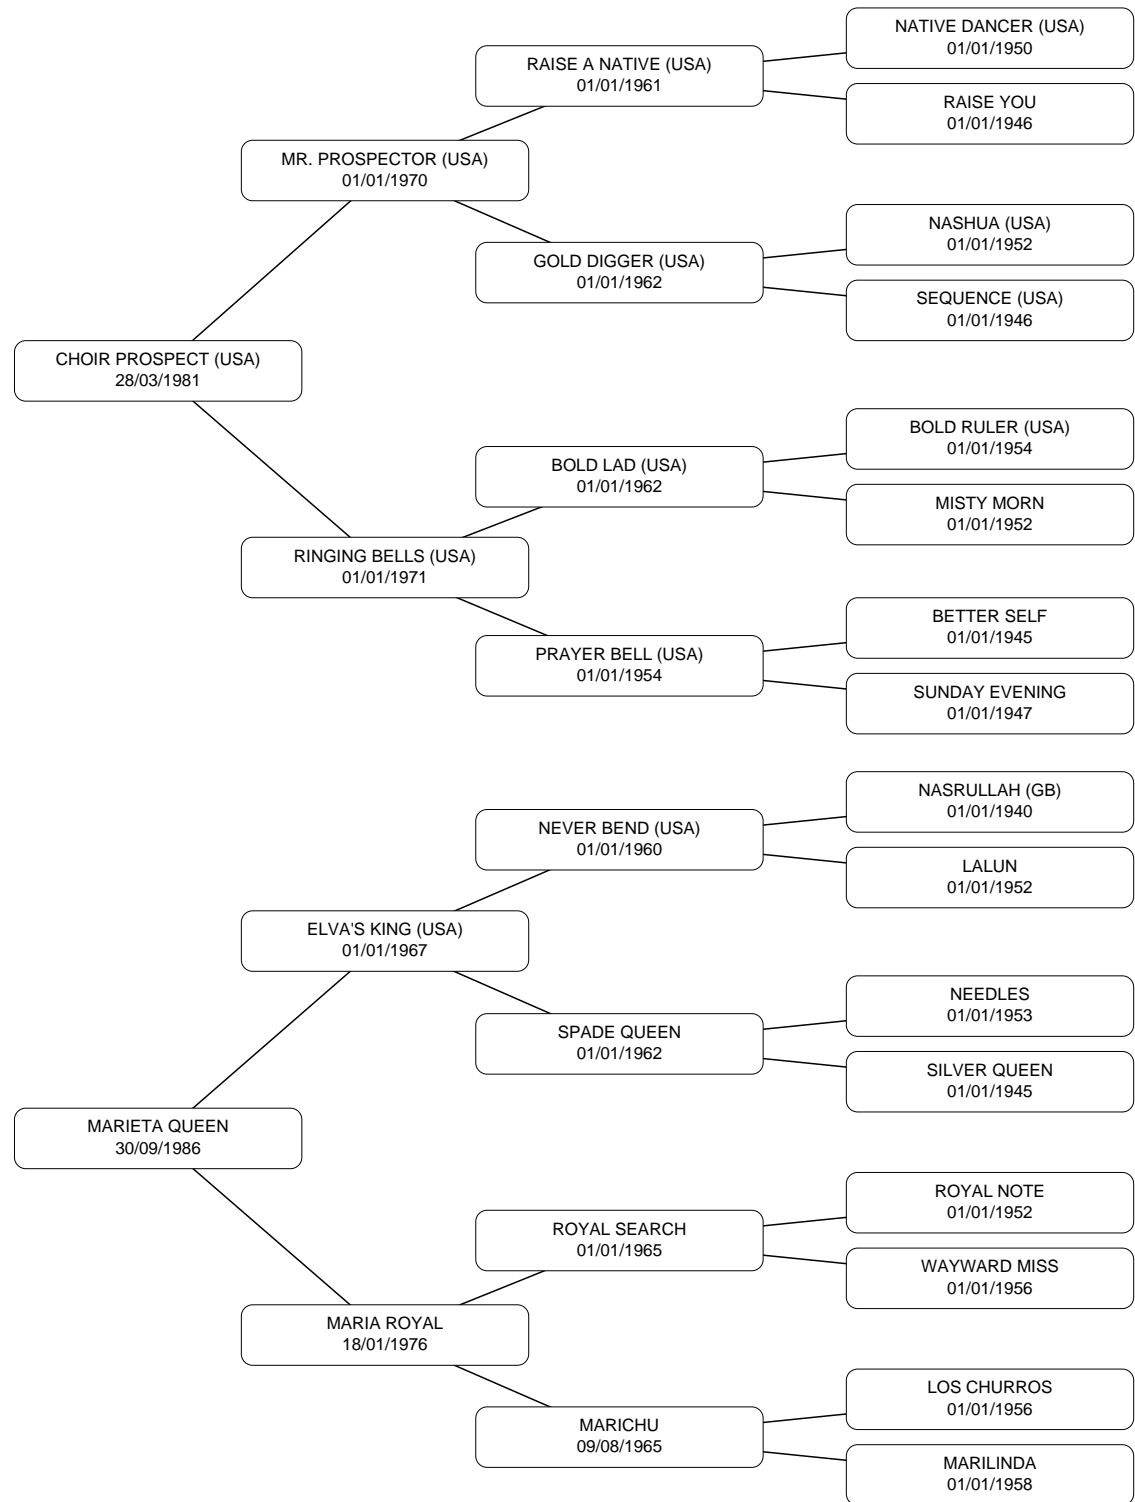 NATIVE DANCER (USA)
01/01/1950
RAISE A NATIVE (USA)
01/01/1961
RAISE YOU
01/01/1946
MR. PROSPECTOR (USA)
01/01/1970
NASHUA (USA)
01/01/1952
GOLD DIGGER (USA)
01/01/1962
SEQUENCE (USA)
01/01/1946
CHOIR PROSPECT (USA)
28/03/1981
BOLD RULER (USA)
01/01/1954
BOLD LAD (USA)
01/01/1962
MISTY MORN
01/01/1952
RINGING BELLS (USA)
01/01/1971
BETTER SELF
01/01/1945
PRAYER BELL (USA)
01/01/1954
SUNDAY EVENING
01/01/1947
NASRULLAH (GB)
01/01/1940
NEVER BEND (USA)
01/01/1960
LALUN
01/01/1952
ELVA'S KING (USA)
01/01/1967
NEEDLES
01/01/1953
SPADE QUEEN
01/01/1962
SILVER QUEEN
01/01/1945
MARIETA QUEEN
30/09/1986
ROYAL NOTE
01/01/1952
ROYAL SEARCH
01/01/1965
WAYWARD MISS
01/01/1956
MARIA ROYAL
18/01/1976
LOS CHURROS
01/01/1956
MARICHU
09/08/1965
MARILINDA
01/01/1958